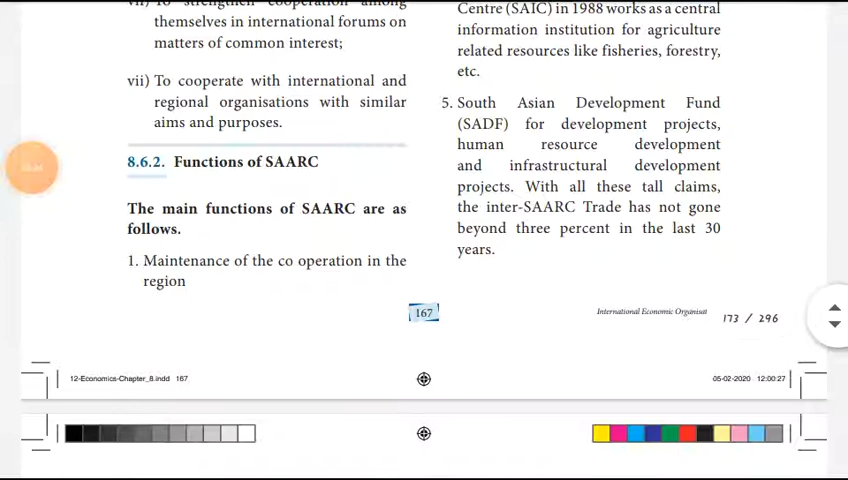 vii) To strengthen cooperation among
themselves in international forums on
matters of common interest;
vii) To cooperate with international and
regional organisations with similar
aims and purposes.
8.6.2. Functions of SAARC
The main functions of SAARC are as
follows.
1. Maintenance of the co operation in the
region
Centre (SAIC) in 1988 works as a central
information institution for agriculture
related resources like fisheries, forestry,
etc.
5. South Asian Development Fund
(SADF) for development projects,
human resource development
and infrastructural development
projects. With all these tall claims,
the inter-SAARC Trade has not gone
beyond three percent in the last 30
years.
167
International Economic Organisat
173 / 296
12-Economics-Chapter_8.indd 167
05-02-2020 12:00:27